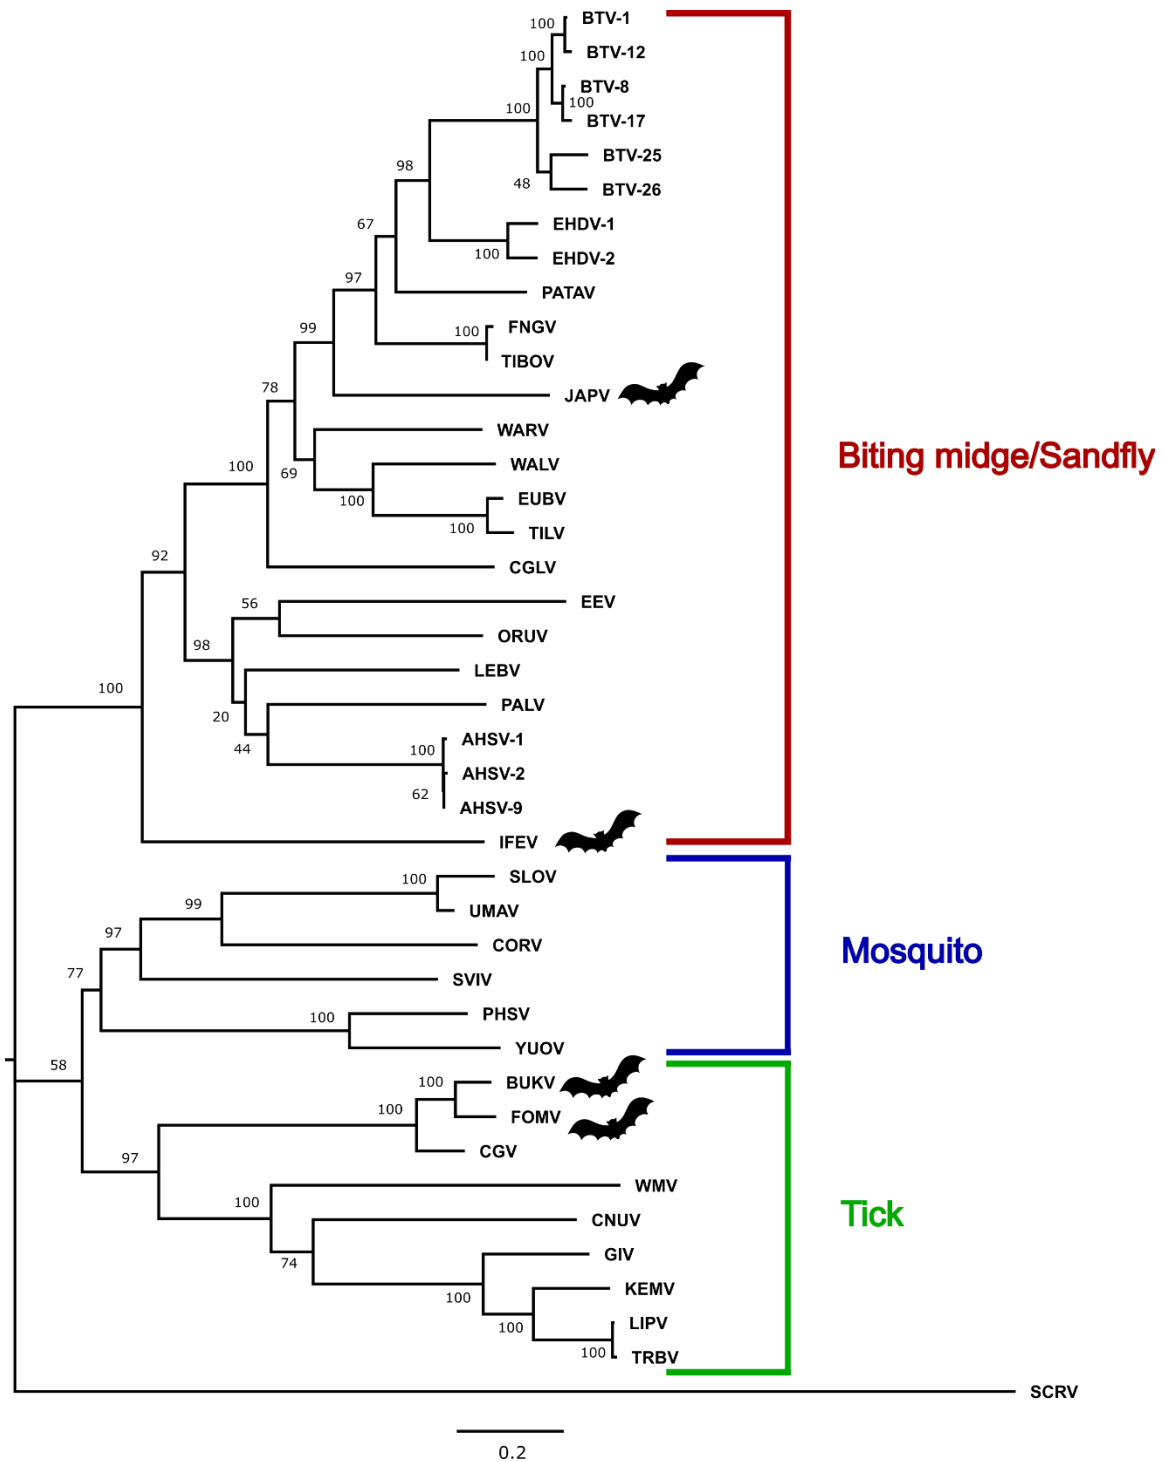 100 BTV-1
BTV-12
100
BTV-8
100
100
BTV-17
98
BTV-25
48
BTV-26
67
EHDV-1
100
EHDV-2
97
PATAV
99
100 FNGV
TIBOV
78
JAPV
WARV
Biting midge/Sandfly
100
69
WALV
100
EUBV
100
TILV
92
CGLV
56
EEV
98
ORUV
100
LEBV
20
PALV
44
100 AHSV-1
AHSV-2
62
AHSV-9
IFEV
100 SLOV
99
UMAV
97
CORV
Mosquito
77
SVIV
100 PHSV
YUOV
58
100 BUKV
100
FOMV
97
CGV
100
WMV
Tick
74
CNUV
GIV
100
KEMV
100
LIPV
100
TRBV
SCRV
0.2